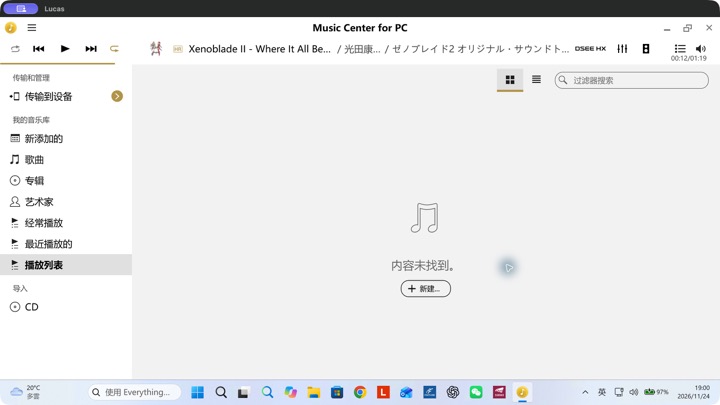 Lucas
Music Center for PC
HR Xenoblade II - Where It All Be... / 光田康... / ゼノブレイド2 オリジナル・サウンドト...
DSEE HX
00:12/01:19
传输和管理
传输到设备
我的音乐库
新添加的
歌曲
专辑
艺术家
经常播放
最近播放的
播放列表
导入
CD
过滤器搜索
内容未找到。
新建...
20°C
多云
使用 Everything...
英
97%
19:00
2026/11/24